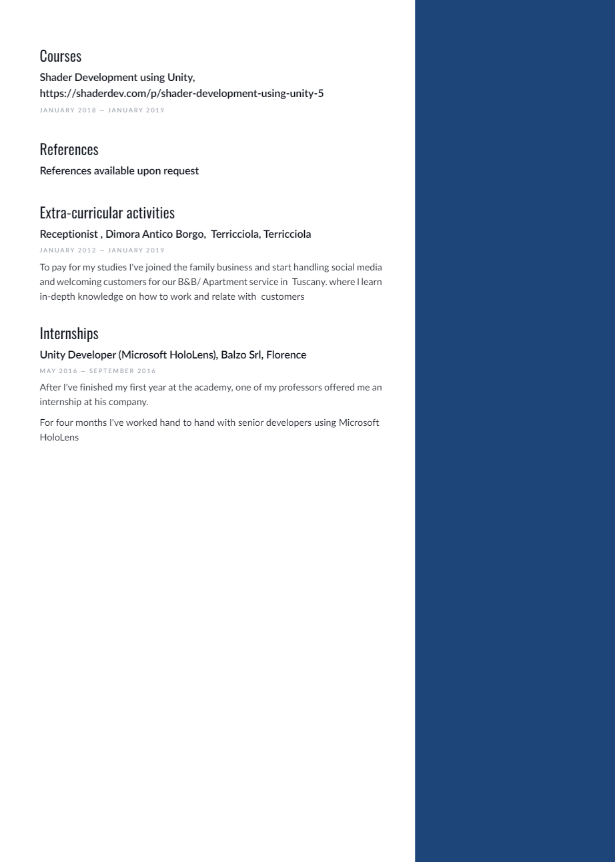 Courses
Shader Development using Unity,
https://shaderdev.com/p/shader-development-using-unity-5
JANUARY 2018 — JANUARY 2019
References
References available upon request
Extra-curricular activities
Receptionist , Dimora Antico Borgo,  Terricciola, Terricciola
JANUARY 2012 — JANUARY 2019
To pay for my studies I've joined the family business and start handling social media
and welcoming customers for our B&B/ Apartment service in  Tuscany. where I learn
in-depth knowledge on how to work and relate with  customers
Internships
Unity Developer (Microsoft HoloLens), Balzo Srl, Florence
MAY 2016 — SEPTEMBER 2016
After I've finished my first year at the academy, one of my professors offered me an
internship at his company.
For four months I've worked hand to hand with senior developers using Microsoft
HoloLens